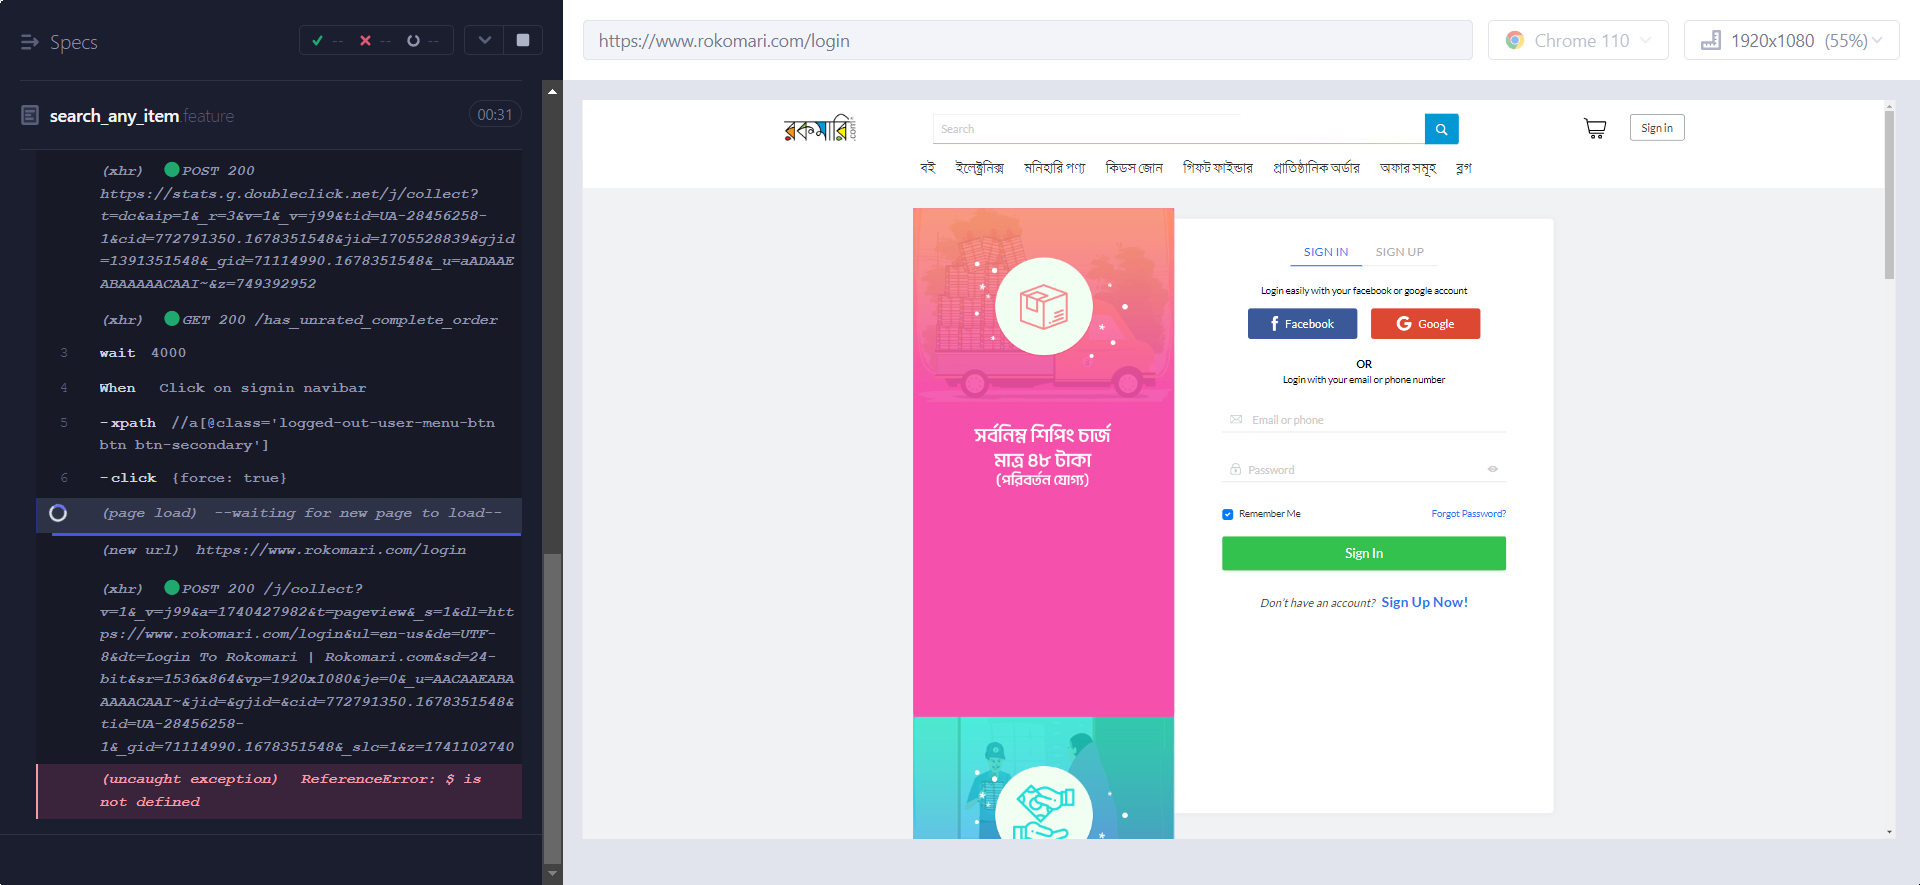 Specs
-- -- --
search_any_item feature
00:31
(xhr) POST 200
https://stats.g.doubleclick.net/j/collect?
t=dc&aip=1&_r=3&v=1&_v=j99&tid=UA-28456258-
1&cid=772791350.1678351548&jid=1705528839&gjid
=1391351548&_gid=71114990.1678351548&_u=aADAAE
ABAAAAACAAI~&z=749392952
(xhr) GET 200 /has_unrated_complete_order
3 wait 4000
4 When Click on signin navibar
5 -xpath //a[@class='logged-out-user-menu-btn
btn btn-secondary']
6 -click {force: true}
(page load) --waiting for new page to load--
(new url) https://www.rokomari.com/login
(xhr) POST 200 /j/collect?
v=1&_v=j99&a=1740427982&t=pageview&_s=1&dl=htt
ps://www.rokomari.com/login&ul=en-us&de=UTF-
8&dt=Login To Rokomari | Rokomari.com&sd=24-
bit&sr=1536x864&vp=1920x1080&je=0&_u=AACAAEABA
AAAACAAI~&jid=&gjid=&cid=772791350.1678351548&
tid=UA-28456258-
1&_gid=71114990.1678351548&_slc=1&z=1741102740
(uncaught exception) ReferenceError: $ is
not defined
https://www.rokomari.com/login
Chrome 110
1920x1080 (55%)
রকমারি.com
Search
Sign in
বই ইলেক্ট্রনিক্স মনিহারি পণ্য কিডস জোন গিফট ফাইন্ডার প্রাতিষ্ঠানিক অর্ডার অফার সমূহ ব্লগ
সর্বনিম্ন শিপিং চার্জ
মাত্র ৪৮ টাকা
(পরিবর্তন যোগ্য)
SIGN IN SIGN UP
Login easily with your facebook or google account
Facebook Google
OR
Login with your email or phone number
Email or phone
Password
Remember Me Forgot Password?
Sign In
Don't have an account? Sign Up Now!